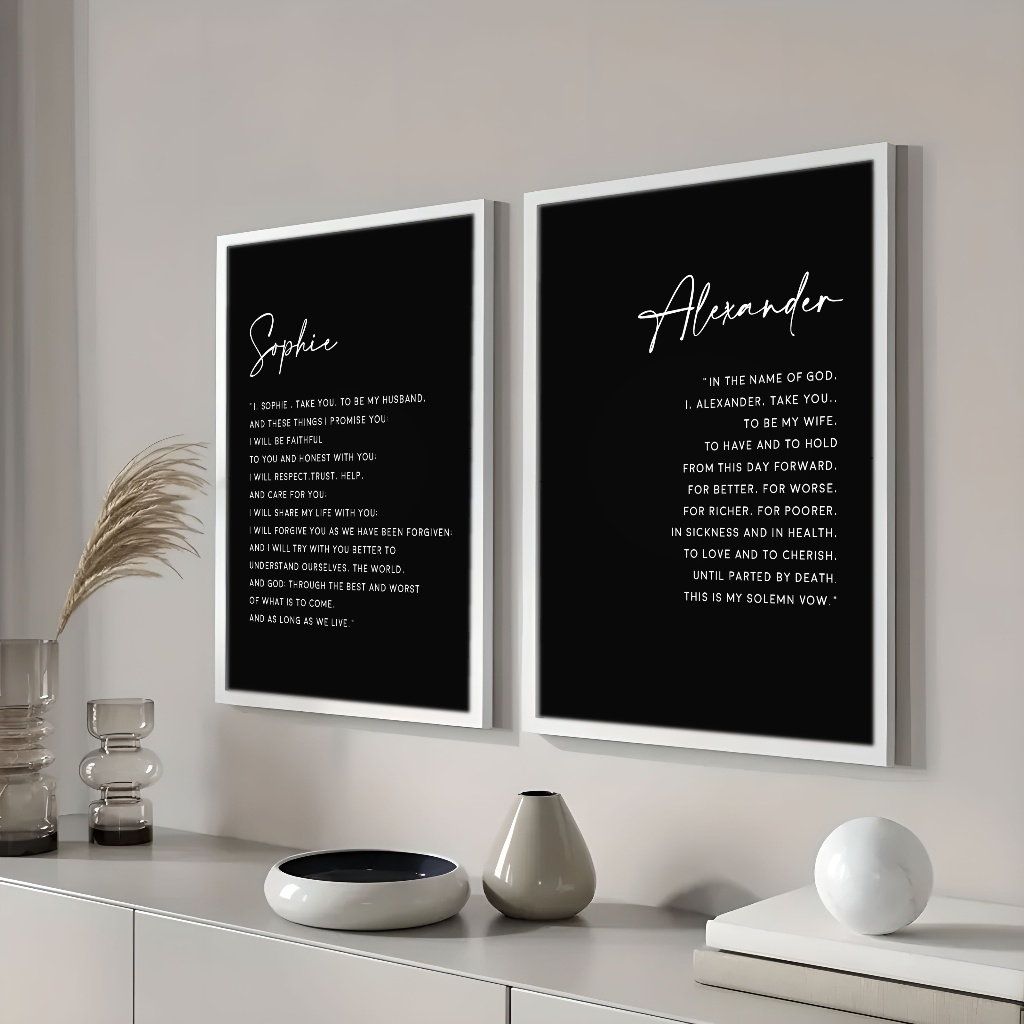 Sophie
"I, SOPHIE , TAKE YOU, TO BE MY HUSBAND,
AND THESE THINGS I PROMISE YOU:
I WILL BE FAITHFUL
TO YOU AND HONEST WITH YOU;
I WILL RESPECT,TRUST, HELP,
AND CARE FOR YOU;
I WILL SHARE MY LIFE WITH YOU;
I WILL FORGIVE YOU AS WE HAVE BEEN FORGIVEN;
AND I WILL TRY WITH YOU BETTER TO
UNDERSTAND OURSELVES, THE WORLD,
AND GOD; THROUGH THE BEST AND WORST
OF WHAT IS TO COME,
AND AS LONG AS WE LIVE."
Alexander
"IN THE NAME OF GOD,
I, ALEXANDER, TAKE YOU,,
TO BE MY WIFE,
TO HAVE AND TO HOLD
FROM THIS DAY FORWARD,
FOR BETTER, FOR WORSE,
FOR RICHER, FOR POORER,
IN SICKNESS AND IN HEALTH,
TO LOVE AND TO CHERISH,
UNTIL PARTED BY DEATH.
THIS IS MY SOLEMN VOW."